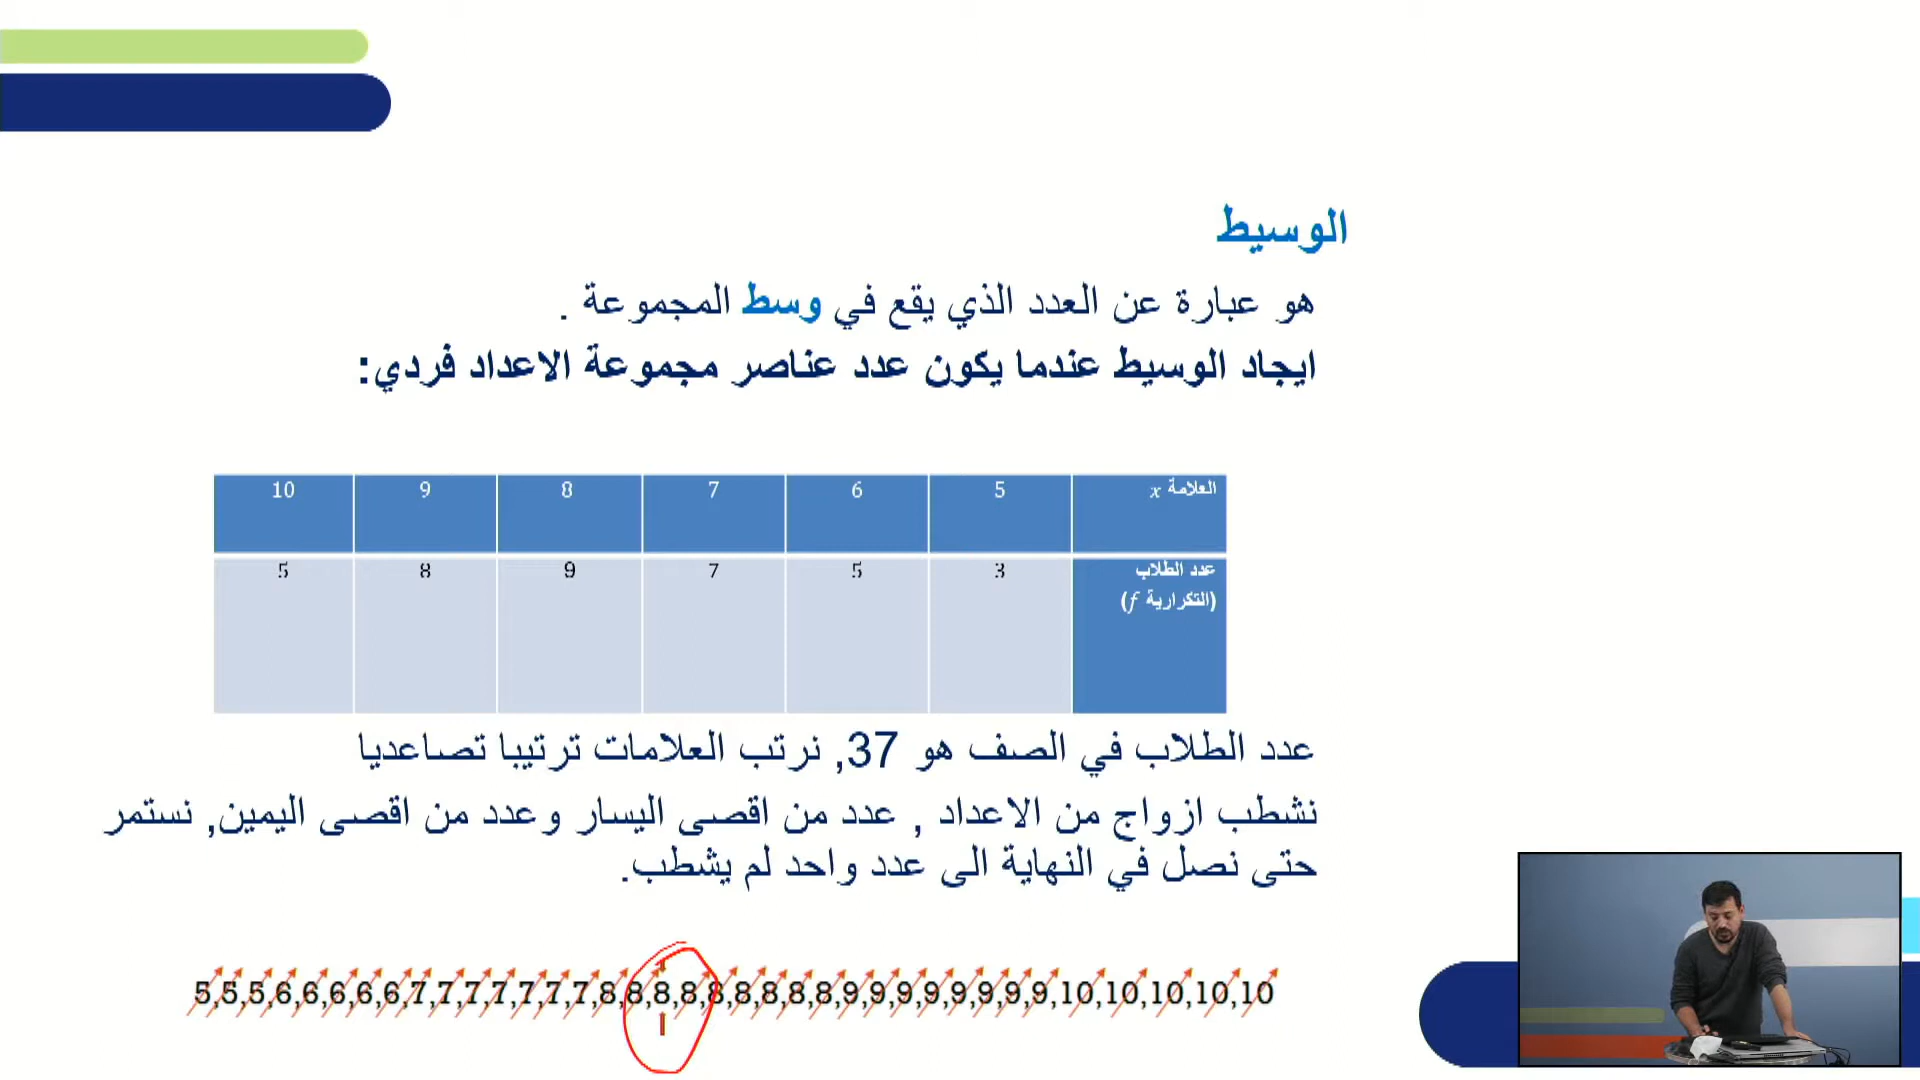 الوسيط
هو عبارة عن العدد الذي يقع في وسط المجموعة .
ايجاد الوسيط عندما يكون عدد عناصر مجموعة الاعداد فردي:
العلامة x 5 6 7 8 9 10
عدد الطلاب (التكرارية f) 3 5 7 9 8 5
عدد الطلاب في الصف هو 37, نرتب العلامات ترتيبا تصاعديا
نشطب ازواج من الاعداد , عدد من اقصى اليسار وعدد من اقصى اليمين, نستمر
حتى نصل في النهاية الى عدد واحد لم يشطب.
5,5,5,6,6,6,6,6,7,7,7,7,7,7,7,8,8,8,8,8,8,8,8,8,9,9,9,9,9,9,9,9,10,10,10,10,10